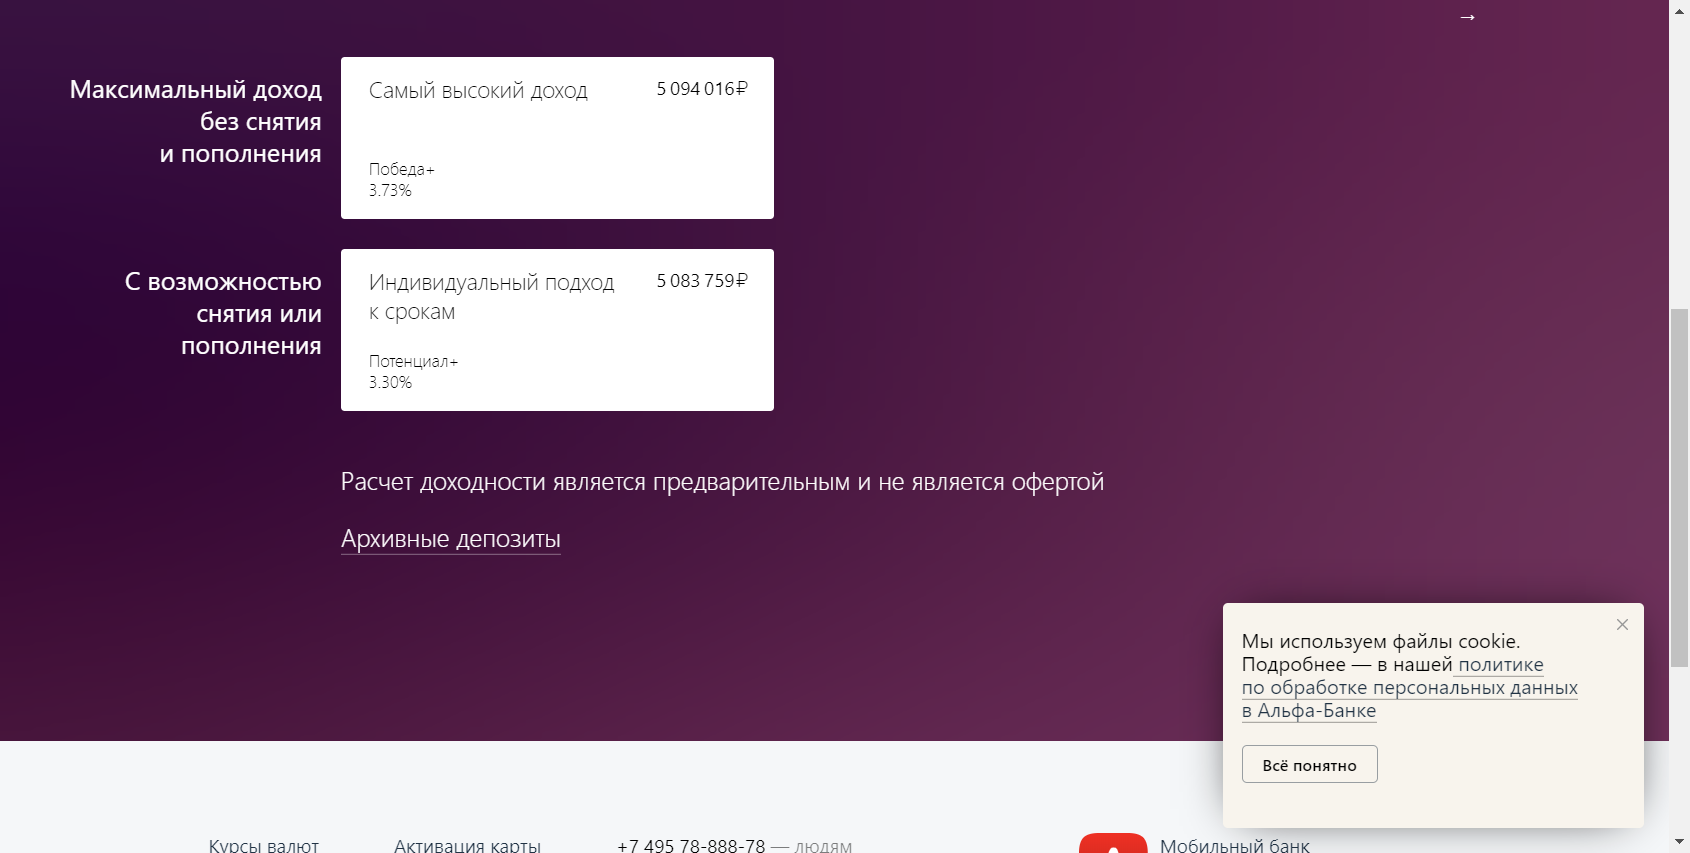 →
Максимальный доход
без снятия
и пополнения
Самый высокий доход
5 094 016₽
Победа+
3.73%
С возможностью
снятия или
пополнения
Индивидуальный подход
к срокам
5 083 759₽
Потенциал+
3.30%
Расчет доходности является предварительным и не является офертой
Архивные депозиты
Мы используем файлы cookie.
Подробнее — в нашей политике
по обработке персональных данных
в Альфа-Банке
Всё понятно
Курсы валют
Активация карты
+7 495 78-888-78 — людям
Мобильный банк